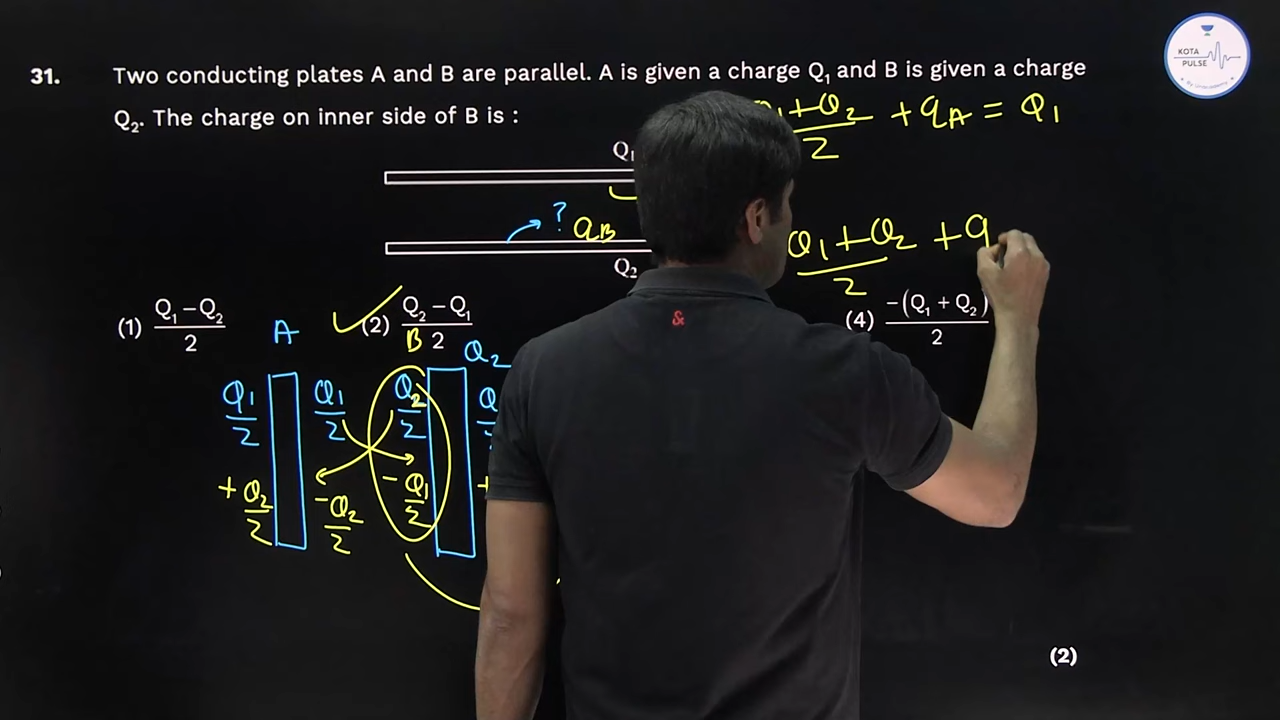 KOTA
PULSE
31. Two conducting plates A and B are parallel. A is given a charge Q₁ and B is given a charge
Q₂. The charge on inner side of B is :
Q₁+Q₂/2 + qA = Q₁
Q₁
? qB
Q₂
Q₁+Q₂/2 + q
(1) Q₁−Q₂/2
(2) Q₂−Q₁/2
(4) −(Q₁+Q₂)/2
A B Q₂
Q₁/2 Q₁/2 Q₂/2
+Q₂/2 −Q₂/2 −Q₁/2 +
&
(2)